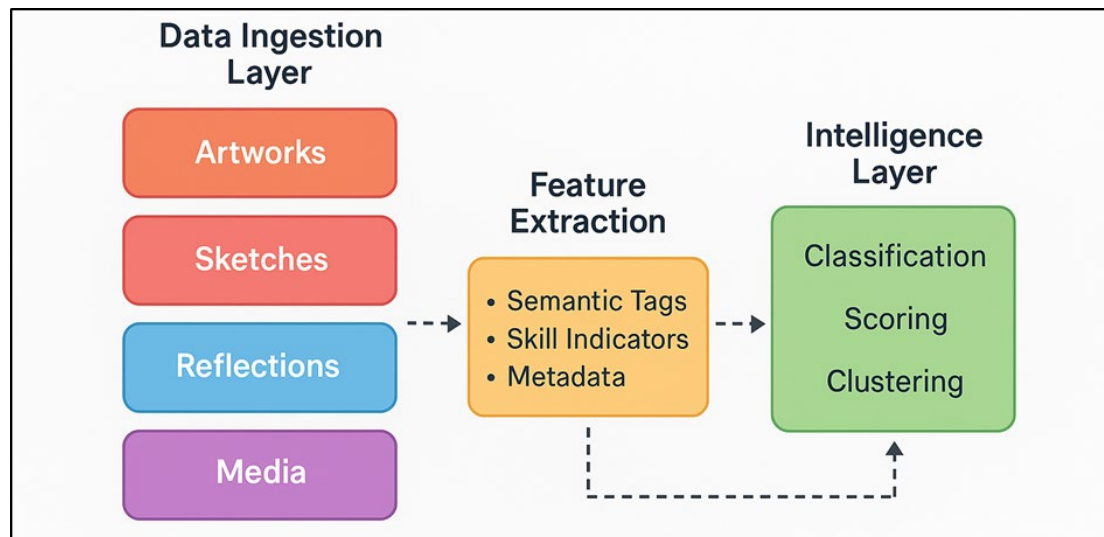 Data Ingestion
Layer
Artworks
Sketches
Reflections
Media
Feature
Extraction
• Semantic Tags
• Skill Indicators
• Metadata
Intelligence
Layer
Classification
Scoring
Clustering